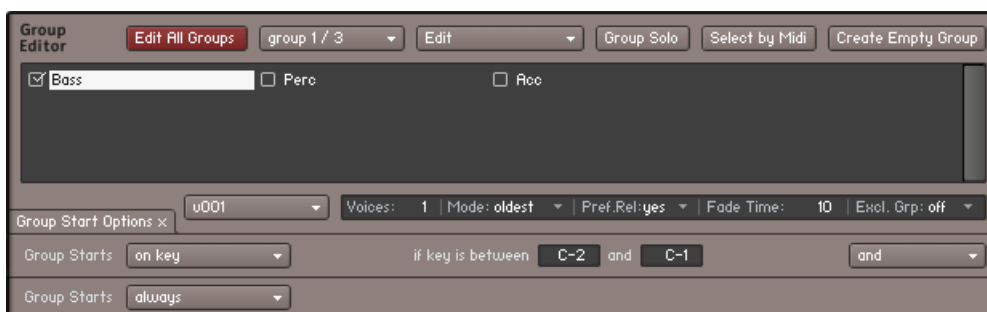 Group Editor Edit All Groups group 1 / 3 Edit Group Solo Select by Midi Create Empty Group
Bass Perc Acc
v001 Voices: 1 | Mode: oldest | Pref.Rel:yes | Fade Time: 10 | Excl. Grp: off
Group Start Options ×
Group Starts on key if key is between C-2 and C-1 and
Group Starts always